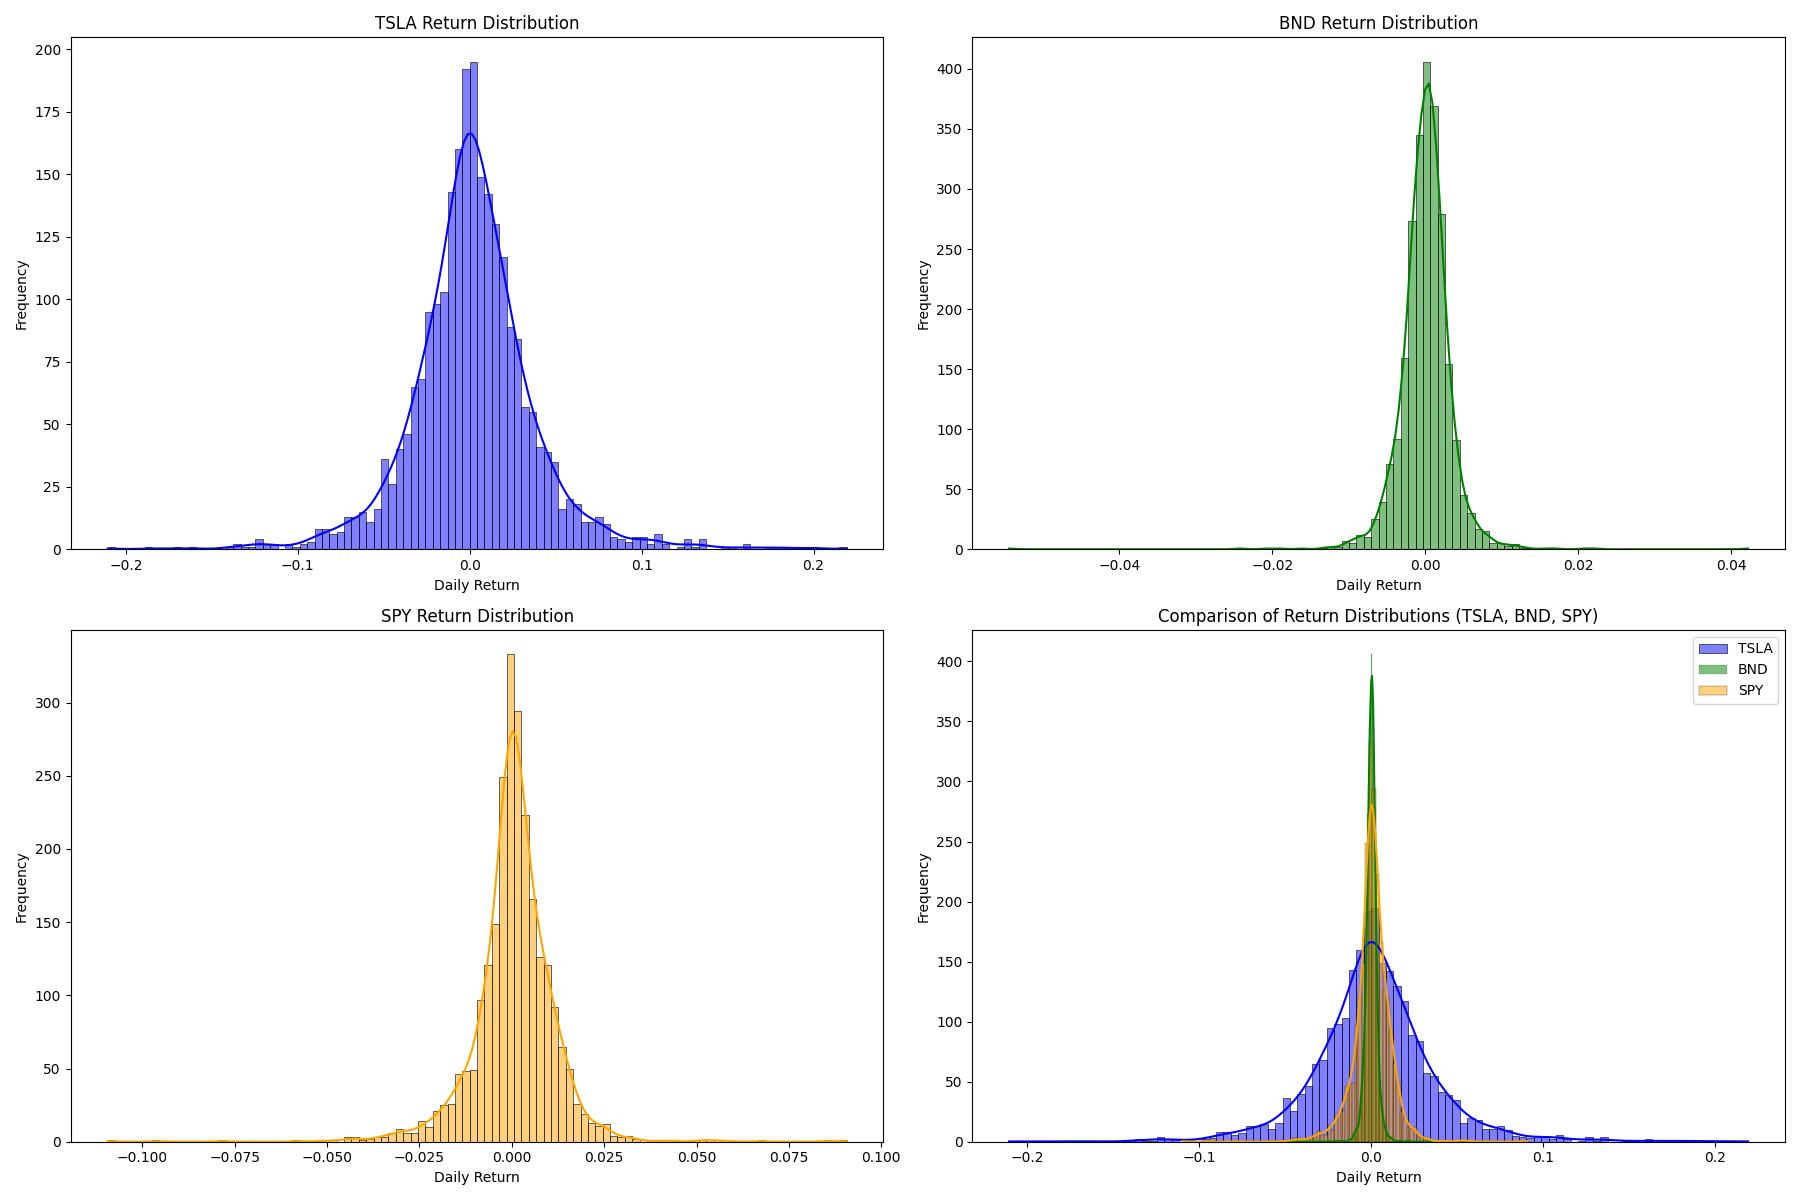 TSLA Return Distribution
200
175
150
125
100
75
50
25
0
−0.2 −0.1 0.0 0.1 0.2
Frequency
Daily Return
BND Return Distribution
400
350
300
250
200
150
100
50
0
−0.04 −0.02 0.00 0.02 0.04
Frequency
Daily Return
SPY Return Distribution
300
250
200
150
100
50
0
−0.100 −0.075 −0.050 −0.025 0.000 0.025 0.050 0.075 0.100
Frequency
Daily Return
Comparison of Return Distributions (TSLA, BND, SPY)
TSLA
BND
SPY
400
350
300
250
200
150
100
50
0
−0.2 −0.1 0.0 0.1 0.2
Frequency
Daily Return